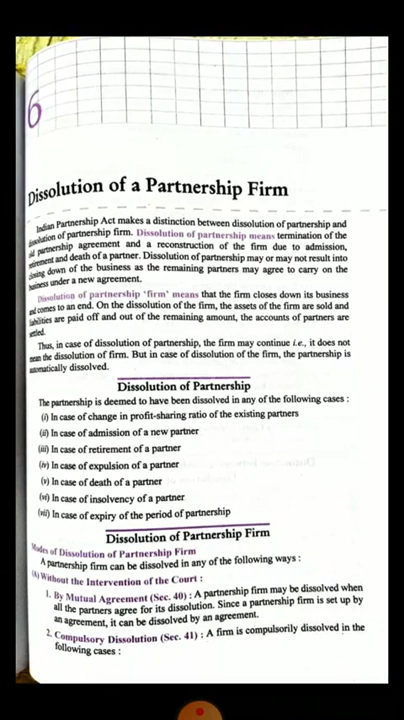 6
Dissolution of a Partnership Firm
Indian Partnership Act makes a distinction between dissolution of partnership and
dissolution of partnership firm. Dissolution of partnership means termination of the
old partnership agreement and a reconstruction of the firm due to admission,
retirement and death of a partner. Dissolution of partnership may or may not result into
closing down of the business as the remaining partners may agree to carry on the
business under a new agreement.
Dissolution of partnership 'firm' means that the firm closes down its business
and comes to an end. On the dissolution of the firm, the assets of the firm are sold and
liabilities are paid off and out of the remaining amount, the accounts of partners are
settled.
Thus, in case of dissolution of partnership, the firm may continue i.e., it does not
mean the dissolution of firm. But in case of dissolution of the firm, the partnership is
automatically dissolved.
Dissolution of Partnership
The partnership is deemed to have been dissolved in any of the following cases :
(i) In case of change in profit-sharing ratio of the existing partners
(ii) In case of admission of a new partner
(iii) In case of retirement of a partner
(iv) In case of expulsion of a partner
(v) In case of death of a partner
(vi) In case of insolvency of a partner
(vii) In case of expiry of the period of partnership
Dissolution of Partnership Firm
Modes of Dissolution of Partnership Firm
A partnership firm can be dissolved in any of the following ways :
(A) Without the Intervention of the Court :
1. By Mutual Agreement (Sec. 40) : A partnership firm may be dissolved when
all the partners agree for its dissolution. Since a partnership firm is set up by
an agreement, it can be dissolved by an agreement.
2. Compulsory Dissolution (Sec. 41) : A firm is compulsorily dissolved in the
following cases :